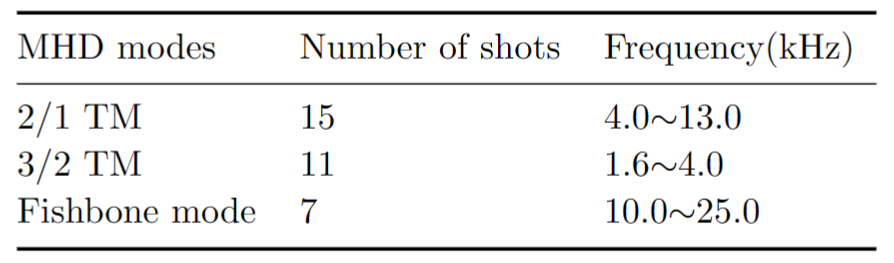 MHD modes Number of shots Frequency(kHz)
2/1 TM 15 4.0~13.0
3/2 TM 11 1.6~4.0
Fishbone mode 7 10.0~25.0